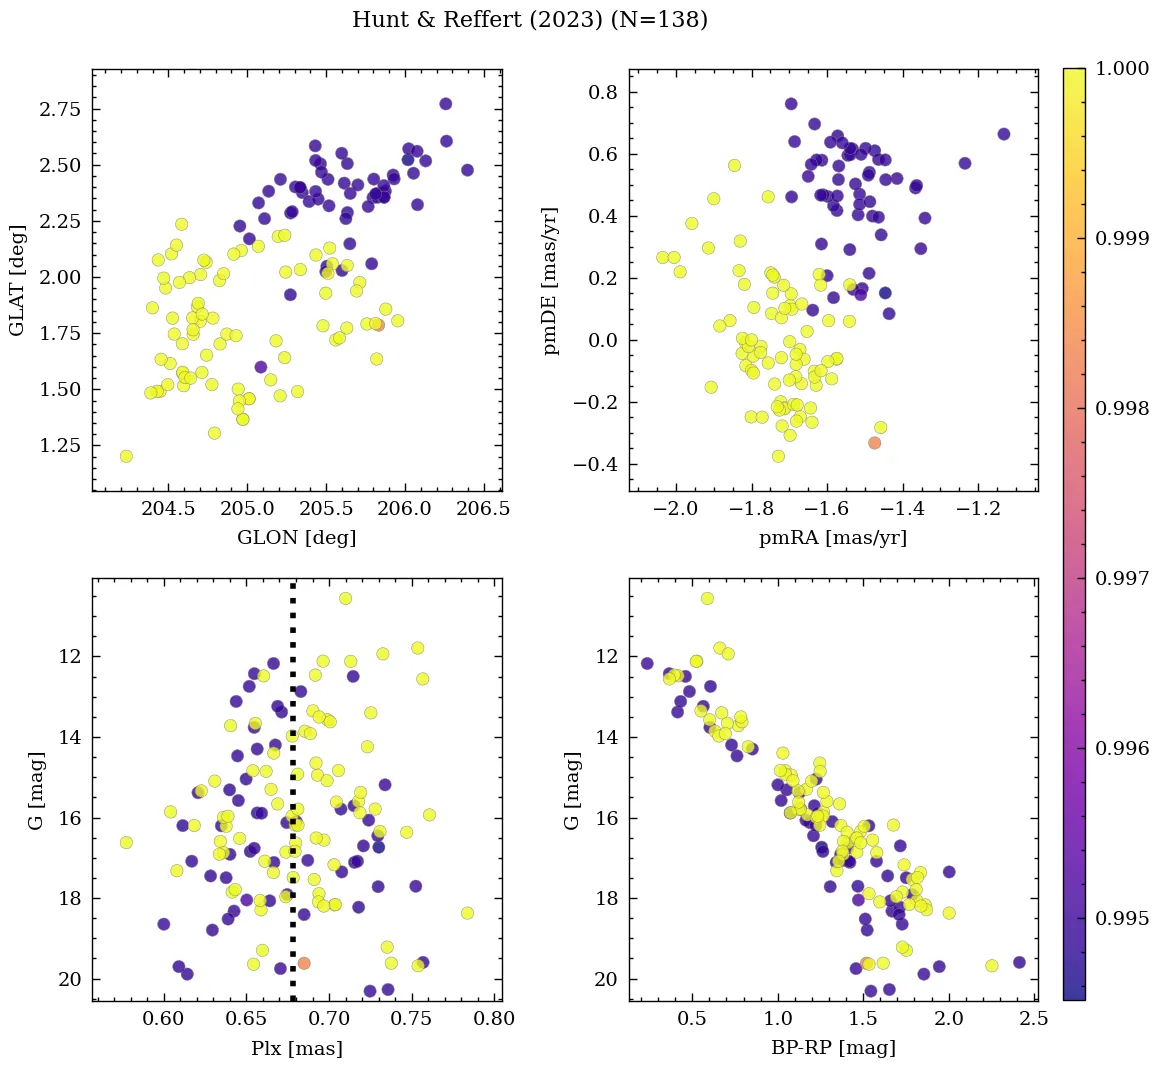 Hunt & Reffert (2023) (N=138)
2.75
2.50
2.25
2.00
1.75
1.50
1.25
GLAT [deg]
204.5 205.0 205.5 206.0 206.5
GLON [deg]
0.8
0.6
0.4
0.2
0.0
−0.2
−0.4
pmDE [mas/yr]
−2.0 −1.8 −1.6 −1.4 −1.2
pmRA [mas/yr]
12
14
16
18
20
G [mag]
0.60 0.65 0.70 0.75 0.80
Plx [mas]
12
14
16
18
20
G [mag]
0.5 1.0 1.5 2.0 2.5
BP-RP [mag]
1.000
0.999
0.998
0.997
0.996
0.995